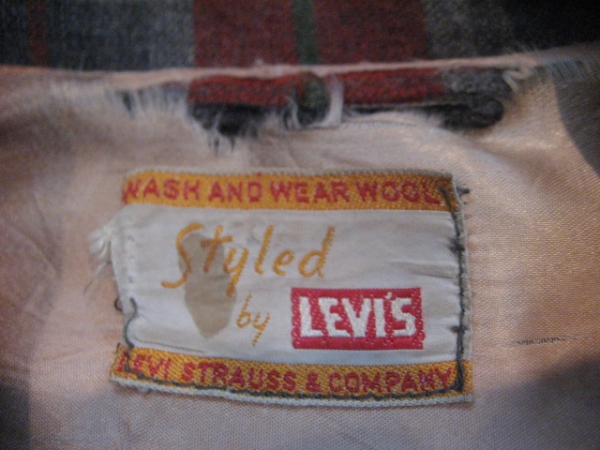 WASH AND WEAR WOOL
Styled
by LEVI'S
LEVI STRAUSS & COMPANY